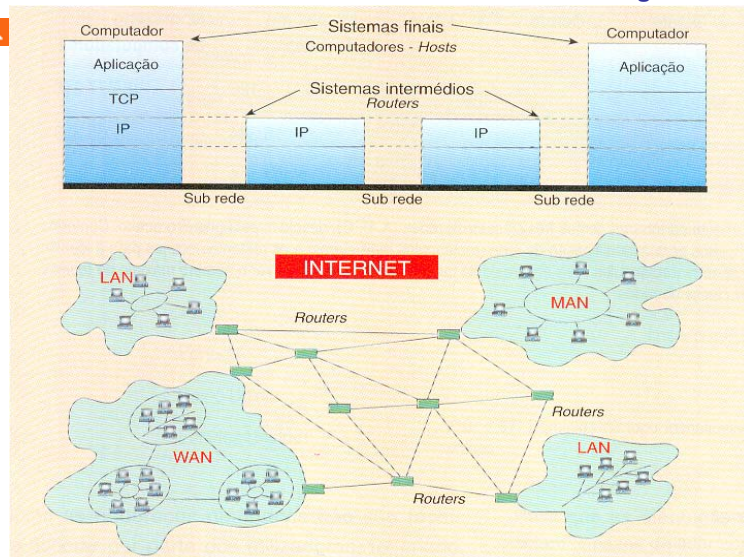 Computador
Sistemas finais
Computadores - Hosts
Computador
Aplicação
Aplicação
Sistemas intermédios
Routers
TCP
IP
IP
IP
Sub rede
Sub rede
Sub rede
INTERNET
LAN
MAN
Routers
Routers
WAN
LAN
Routers